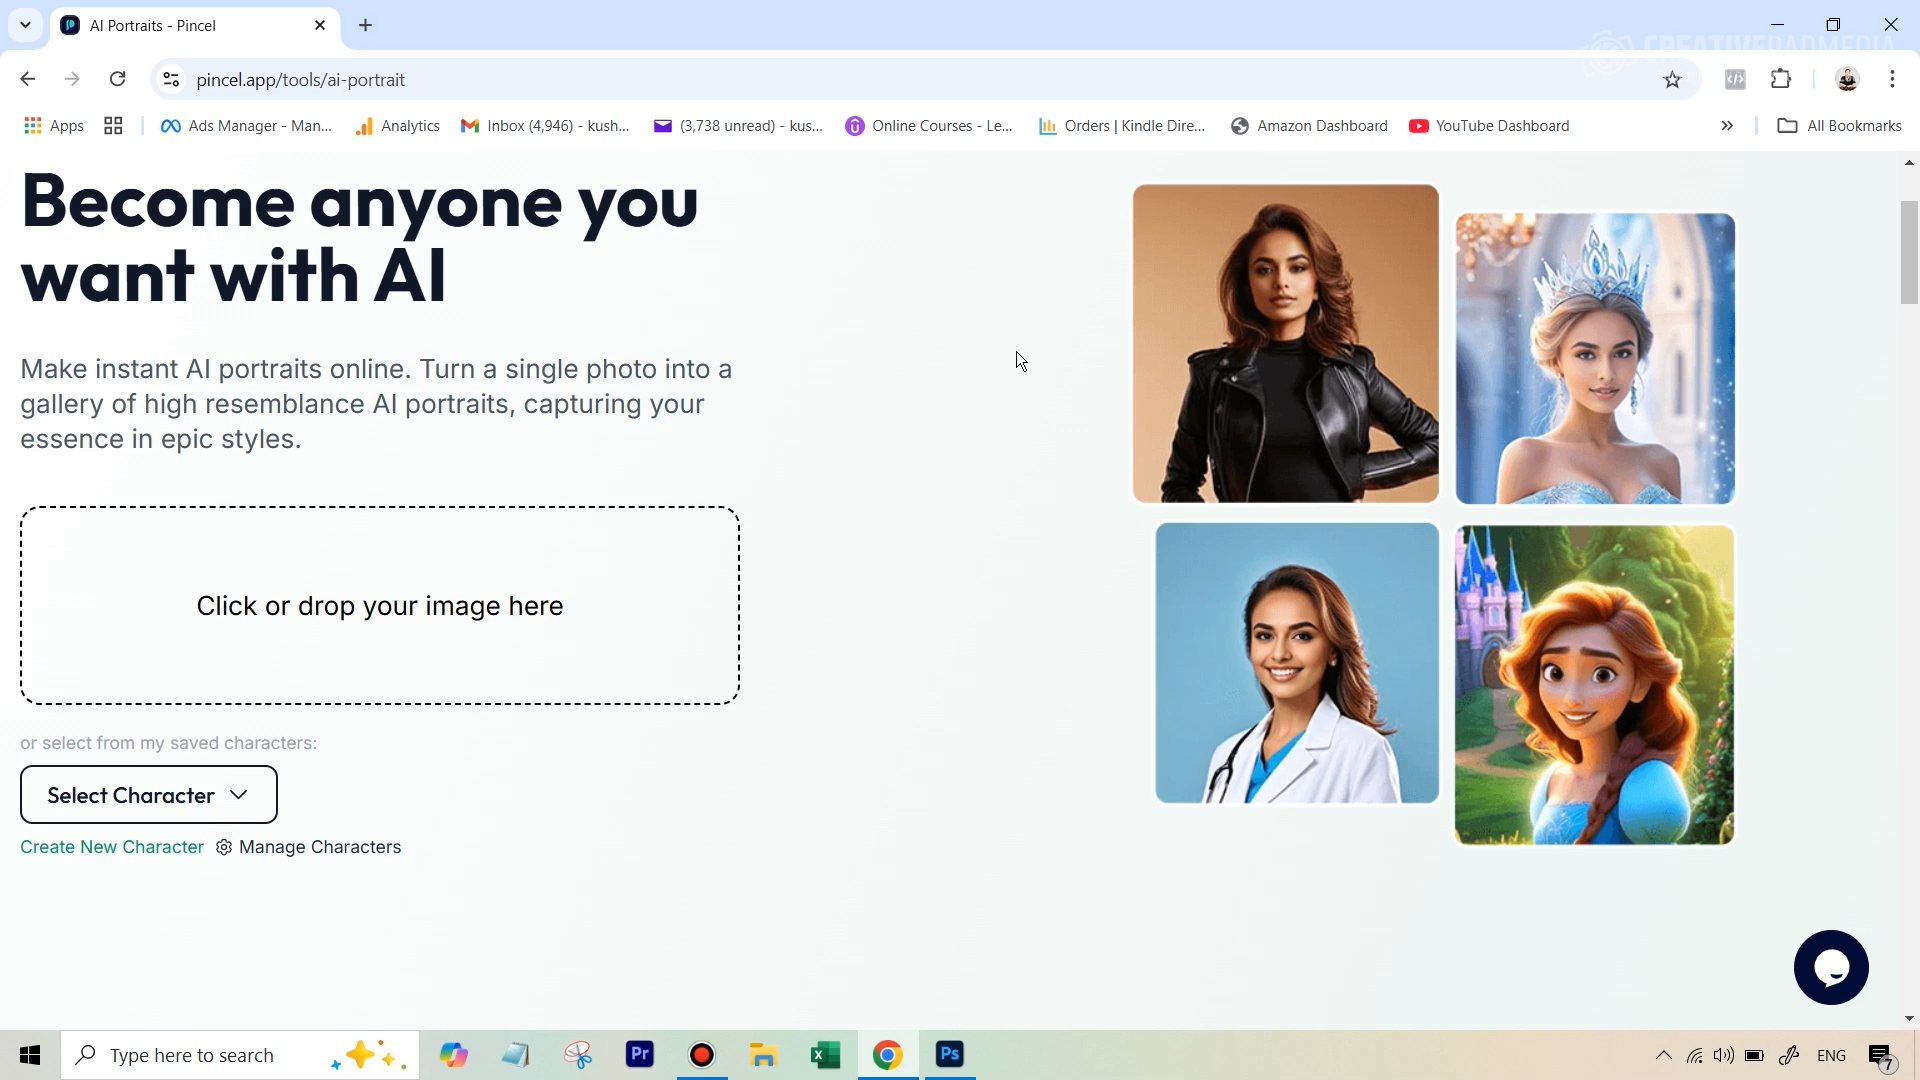 AI Portraits - Pincel
CREATIVEPADMEDIA
pincel.app/tools/ai-portrait
Apps
Ads Manager - Man...
Analytics
Inbox (4,946) - kush...
(3,738 unread) - kus...
Online Courses - Le...
Orders | Kindle Dire...
Amazon Dashboard
YouTube Dashboard
All Bookmarks
Become anyone you
want with AI
Make instant AI portraits online. Turn a single photo into a
gallery of high resemblance AI portraits, capturing your
essence in epic styles.
Click or drop your image here
or select from my saved characters:
Select Character
Create New Character
Manage Characters
Type here to search
Pr
X
Ps
ENG
7